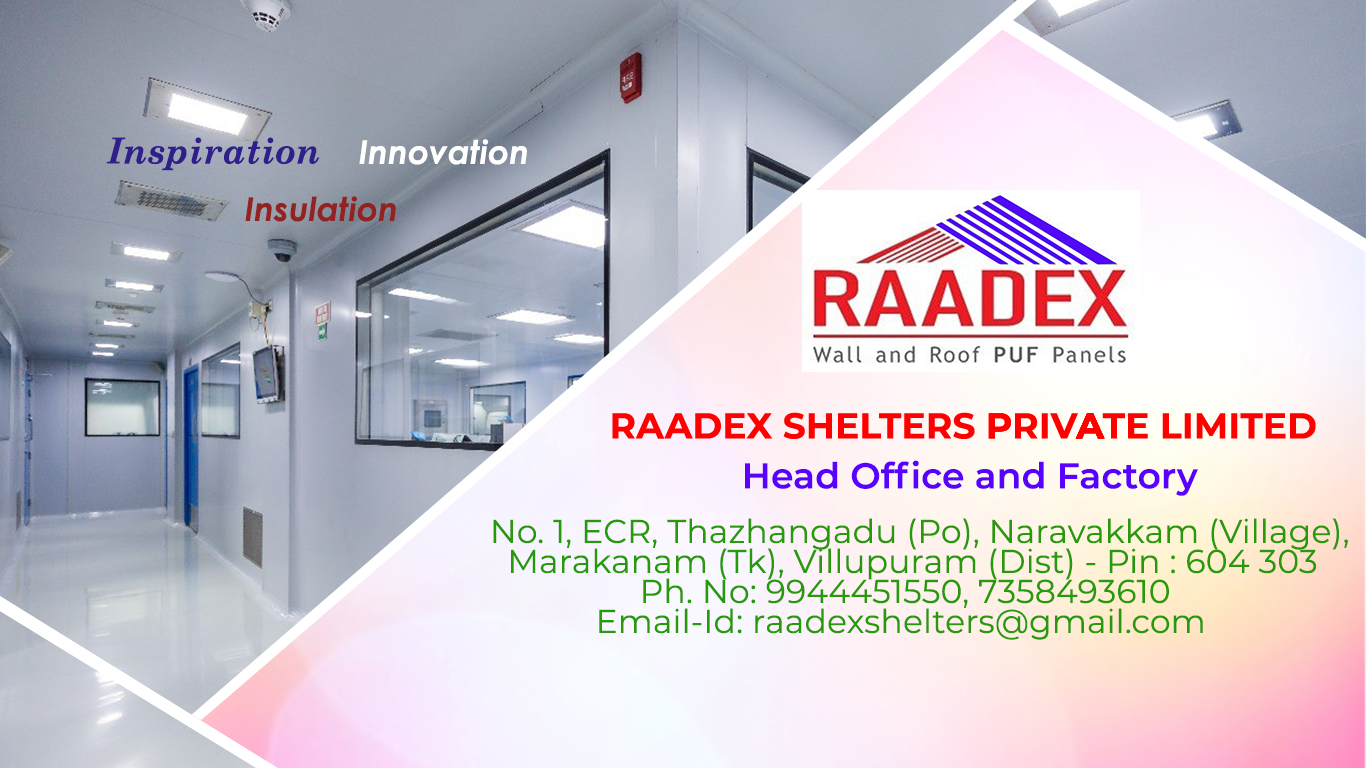 Inspiration Innovation
Insulation
RAADEX
Wall and Roof PUF Panels
RAADEX SHELTERS PRIVATE LIMITED
Head Office and Factory
No. 1, ECR, Thazhangadu (Po), Naravakkam (Village),
Marakanam (Tk), Villupuram (Dist) - Pin : 604 303
Ph. No: 9944451550, 7358493610
Email-Id: raadexshelters@gmail.com